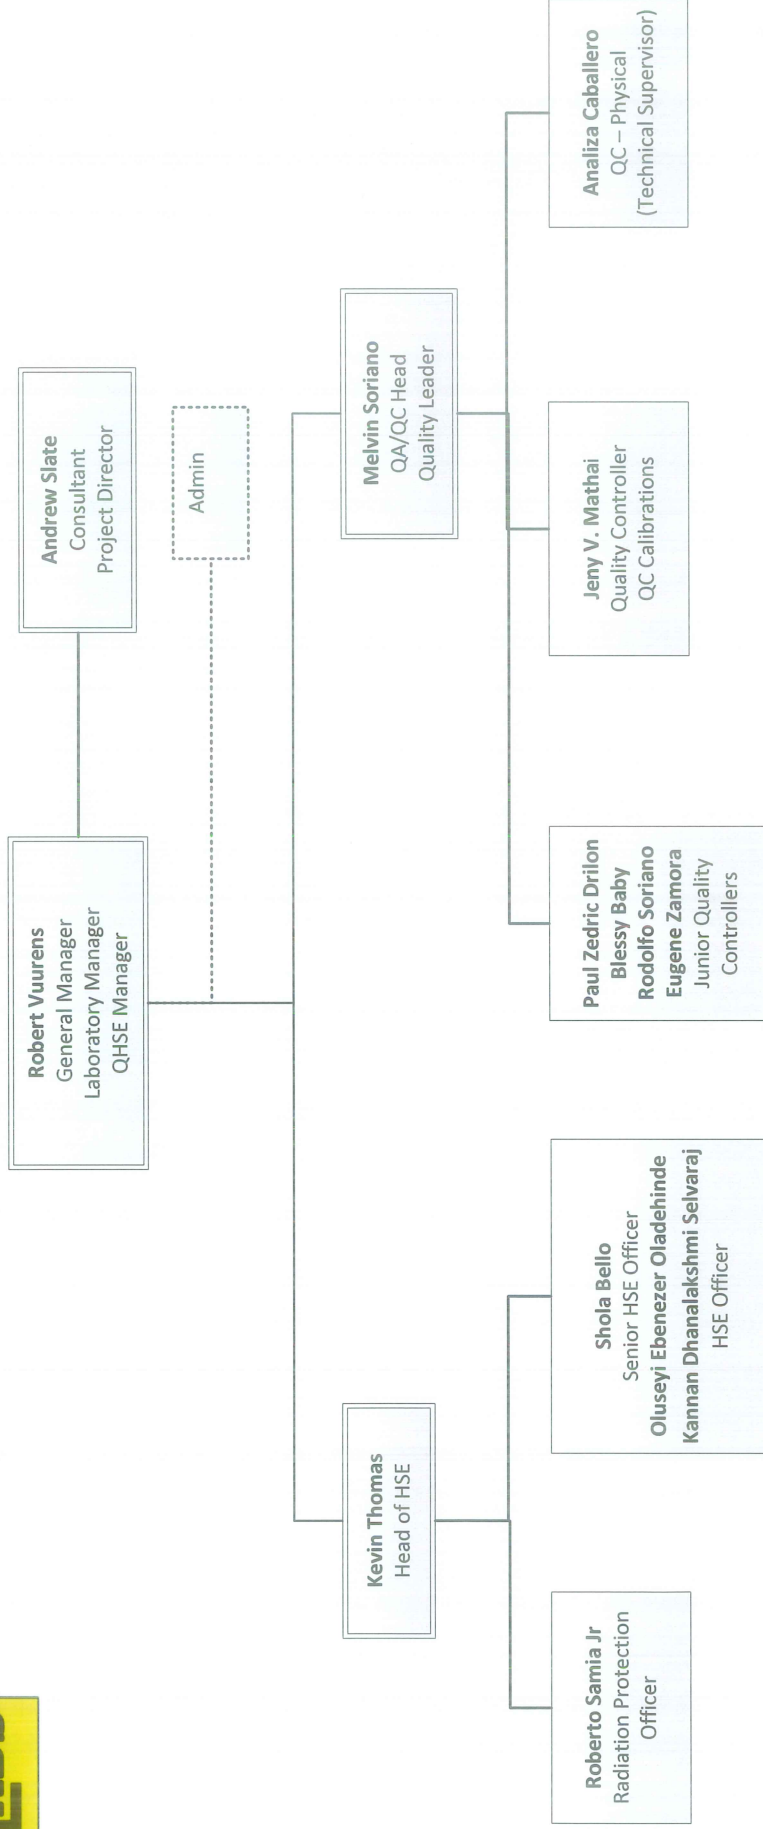 Robert Vuurens
General Manager
Laboratory Manager
QHSE Manager
Andrew Slate
Consultant
Project Director
Admin
Kevin Thomas
Head of HSE
Melvin Soriano
QA/QC Head
Quality Leader
Roberto Samia Jr
Radiation Protection
Officer
Shola Bello
Senior HSE Officer
Oluseyi Ebenezer Oladehinde
Kannan Dhanalakshmi Selvaraj
HSE Officer
Paul Zedric Drilon
Blessy Baby
Rodolfo Soriano
Eugene Zamora
Junior Quality
Controllers
Jeny V. Mathai
Quality Controller
QC Calibrations
Analiza Caballero
QC – Physical
(Technical Supervisor)